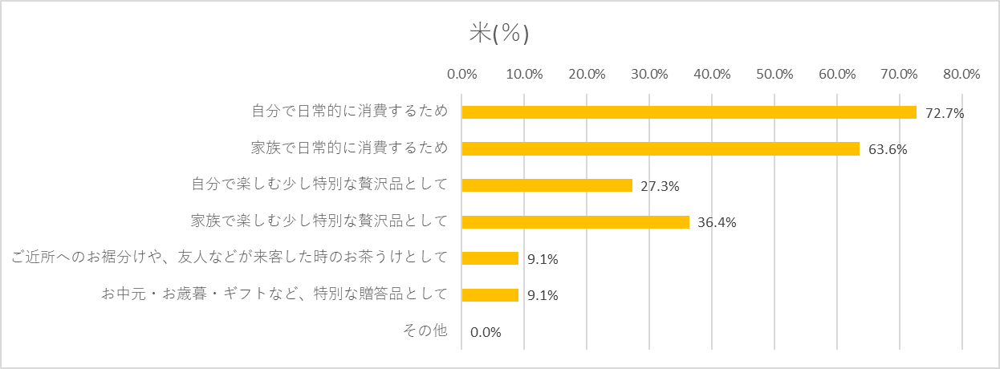 米(％)
0.0% 10.0% 20.0% 30.0% 40.0% 50.0% 60.0% 70.0% 80.0%
自分で日常的に消費するため 72.7%
家族で日常的に消費するため 63.6%
自分で楽しむ少し特別な贅沢品として 27.3%
家族で楽しむ少し特別な贅沢品として 36.4%
ご近所へのお裾分けや、友人などが来客した時のお茶うけとして 9.1%
お中元・お歳暮・ギフトなど、特別な贈答品として 9.1%
その他 0.0%